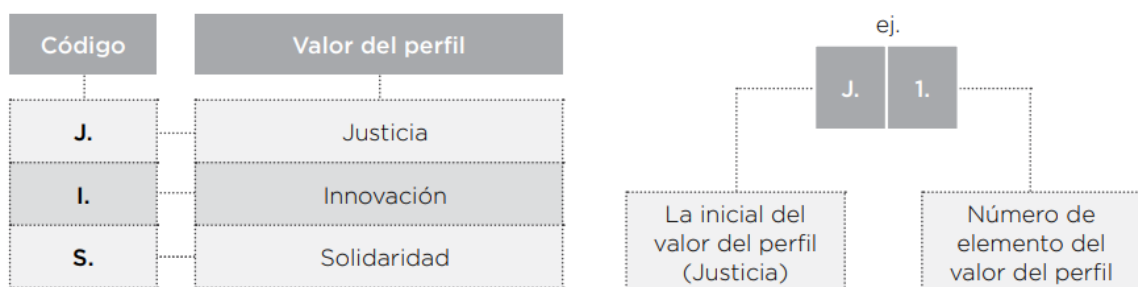 Código
Valor del perfil
J.
Justicia
I.
Innovación
S.
Solidaridad
ej.
J.
1.
La inicial del
valor del perfil
(Justicia)
Número de
elemento del
valor del perfil